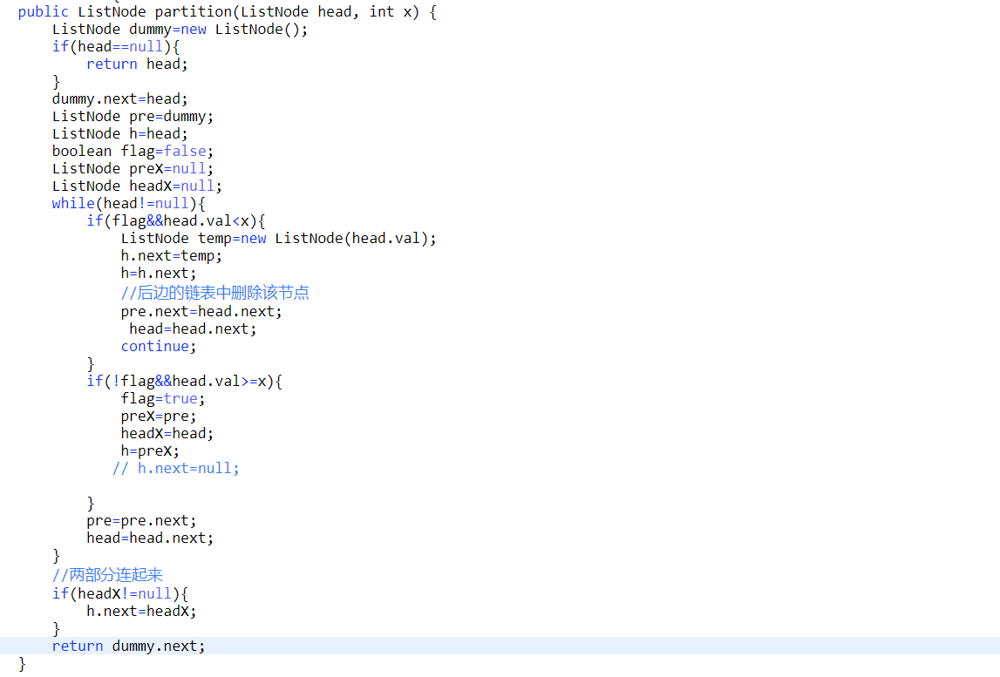 public ListNode partition(ListNode head, int x) {
    ListNode dummy=new ListNode();
    if(head==null){
        return head;
    }
    dummy.next=head;
    ListNode pre=dummy;
    ListNode h=head;
    boolean flag=false;
    ListNode preX=null;
    ListNode headX=null;
    while(head!=null){
        if(flag&&head.val<x){
            ListNode temp=new ListNode(head.val);
            h.next=temp;
            h=h.next;
            //后边的链表中删除该节点
            pre.next=head.next;
             head=head.next;
            continue;
        }
        if(!flag&&head.val>=x){
            flag=true;
            preX=pre;
            headX=head;
            h=preX;
           // h.next=null;
        }
        pre=pre.next;
        head=head.next;
    }
    //两部分连起来
    if(headX!=null){
        h.next=headX;
    }
    return dummy.next;
}